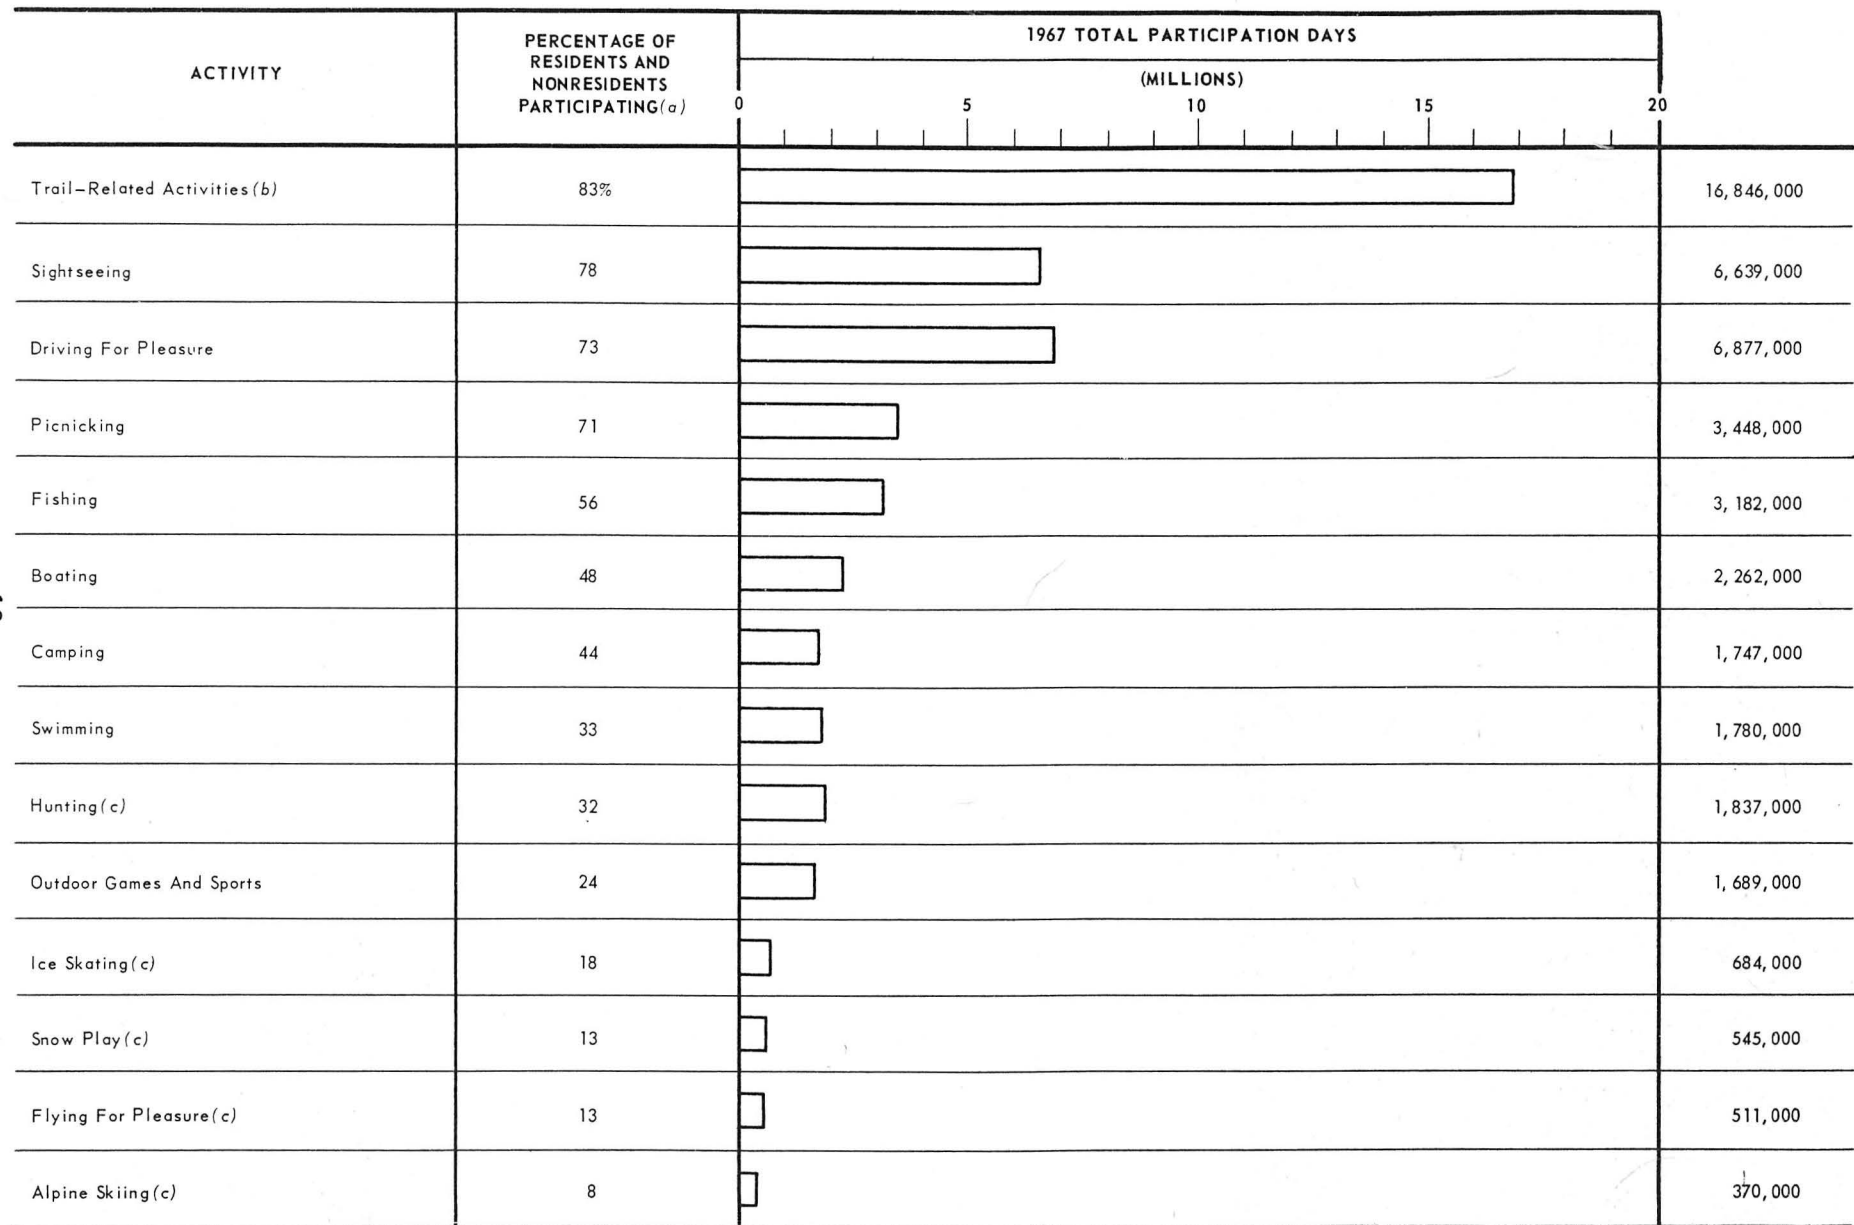 ACTIVITY
PERCENTAGE OF
RESIDENTS AND
NONRESIDENTS
PARTICIPATING(a)
1967 TOTAL PARTICIPATION DAYS
(MILLIONS)
0 5 10 15 20
Trail-Related Activities(b) 83% 16,846,000
Sightseeing 78 6,639,000
Driving For Pleasure 73 6,877,000
Picnicking 71 3,448,000
Fishing 56 3,182,000
Boating 48 2,262,000
Camping 44 1,747,000
Swimming 33 1,780,000
Hunting(c) 32 1,837,000
Outdoor Games And Sports 24 1,689,000
Ice Skating(c) 18 684,000
Snow Play(c) 13 545,000
Flying For Pleasure(c) 13 511,000
Alpine Skiing(c) 8 370,000